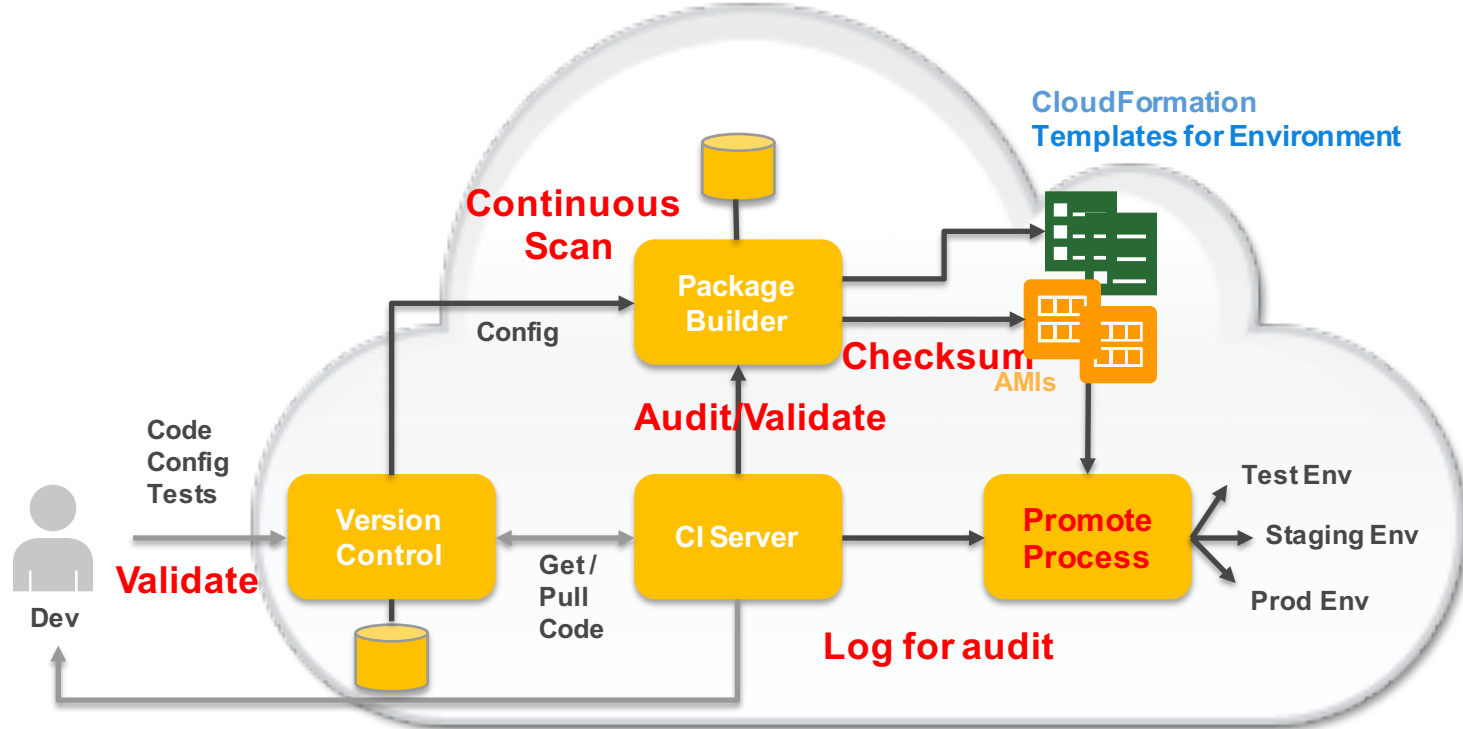 CloudFormation
Templates for Environment
Continuous
Scan
Package
Builder
Config
Checksum
AMIs
Audit/Validate
Code
Config
Tests
Version
Control
CI Server
Promote
Process
Test Env
Staging Env
Prod Env
Validate
Get /
Pull
Code
Dev
Log for audit